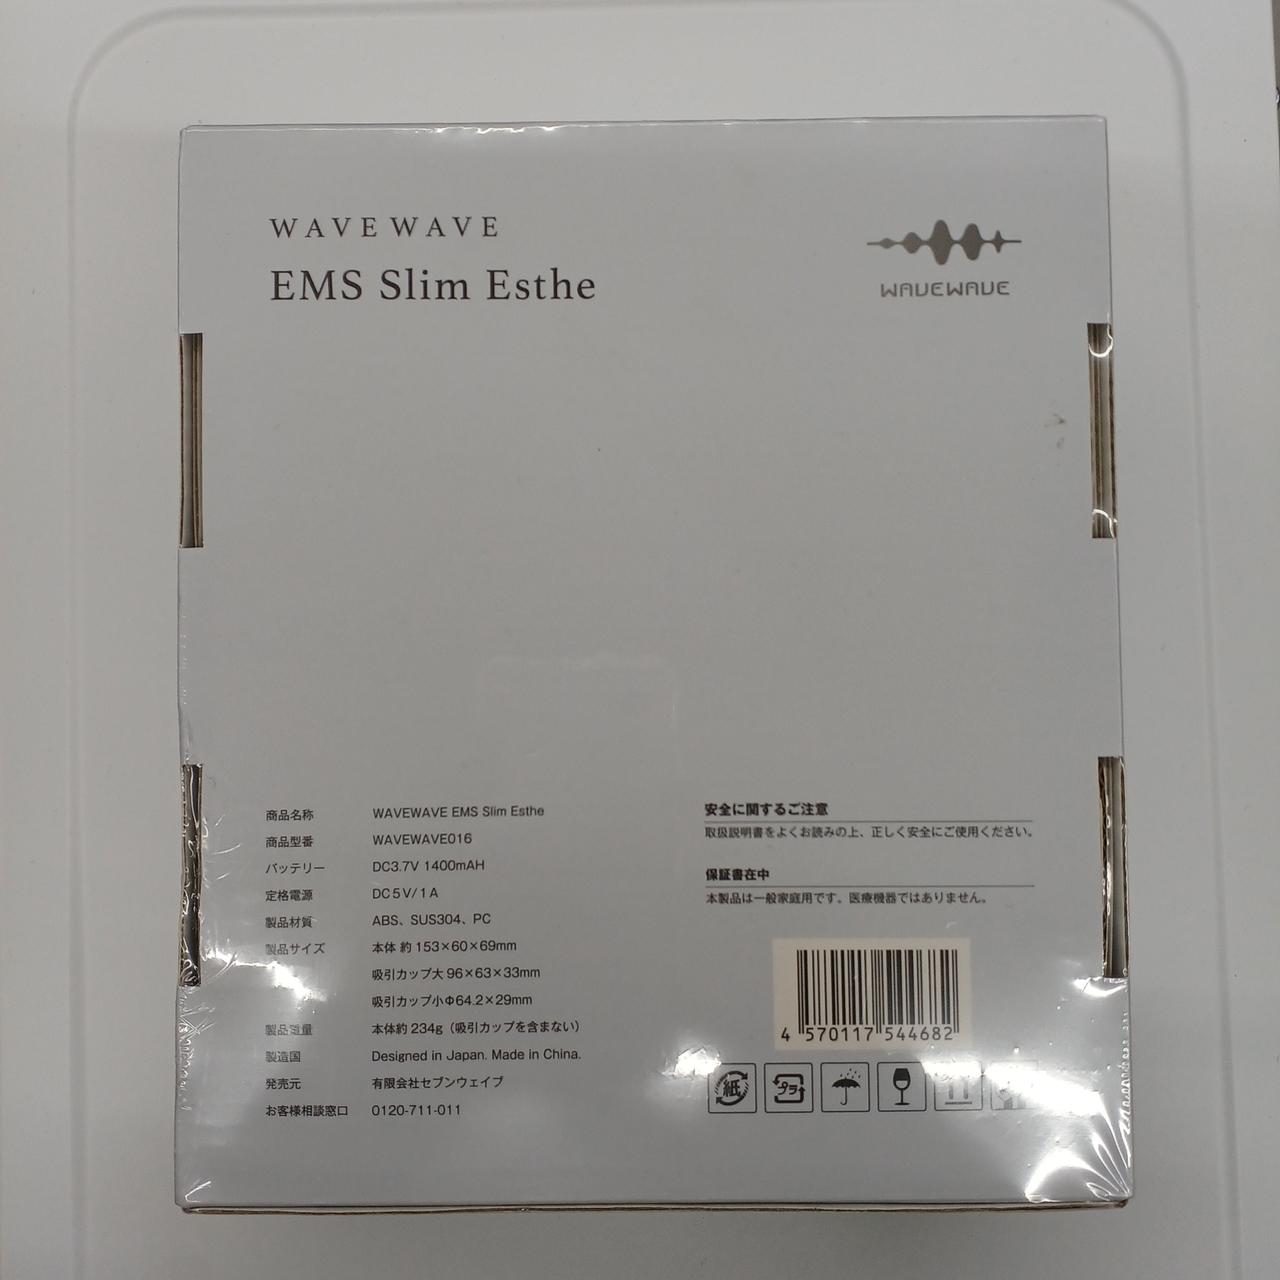 WAVE WAVE
EMS Slim Esthe
WAVEWAVE
商品名称 WAVEWAVE EMS Slim Esthe
商品型番 WAVEWAVE016
バッテリー DC3.7V 1400mAH
定格電源 DC5V/1A
製品材質 ABS、SUS304、PC
製品サイズ 本体 約 153×60×69mm
吸引カップ大 96×63×33mm
吸引カップ小Φ64.2×29mm
製品重量 本体約 234g（吸引カップを含まない）
製造国 Designed in Japan. Made in China.
発売元 有限会社セブンウェイブ
お客様相談窓口 0120-711-011
安全に関するご注意
取扱説明書をよくお読みの上、正しく安全にご使用ください。
保証書在中
本製品は一般家庭用です。医療機器ではありません。
4 570117 544682
紙
プラ